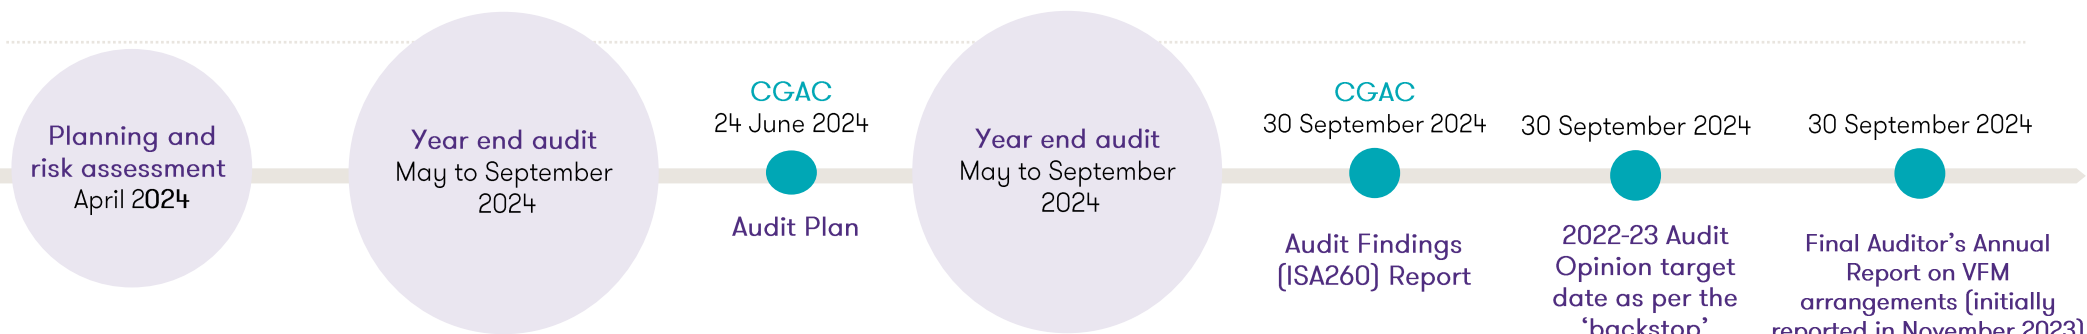 Planning and
risk assessment
April 2024
Year end audit
May to September
2024
CGAC
24 June 2024
Audit Plan
Year end audit
May to September
2024
CGAC
30 September 2024
Audit Findings
(ISA260) Report
30 September 2024
2022-23 Audit
Opinion target
date as per the
‘backstop’
30 September 2024
Final Auditor’s Annual
Report on VFM
arrangements (initially
reported in November 2023)